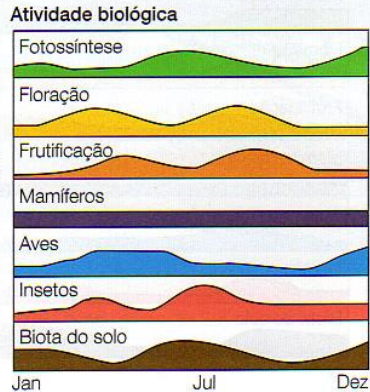 Atividade biológica
Fotossíntese
Floração
Frutificação
Mamíferos
Aves
Insetos
Biota do solo
Jan Jul Dez